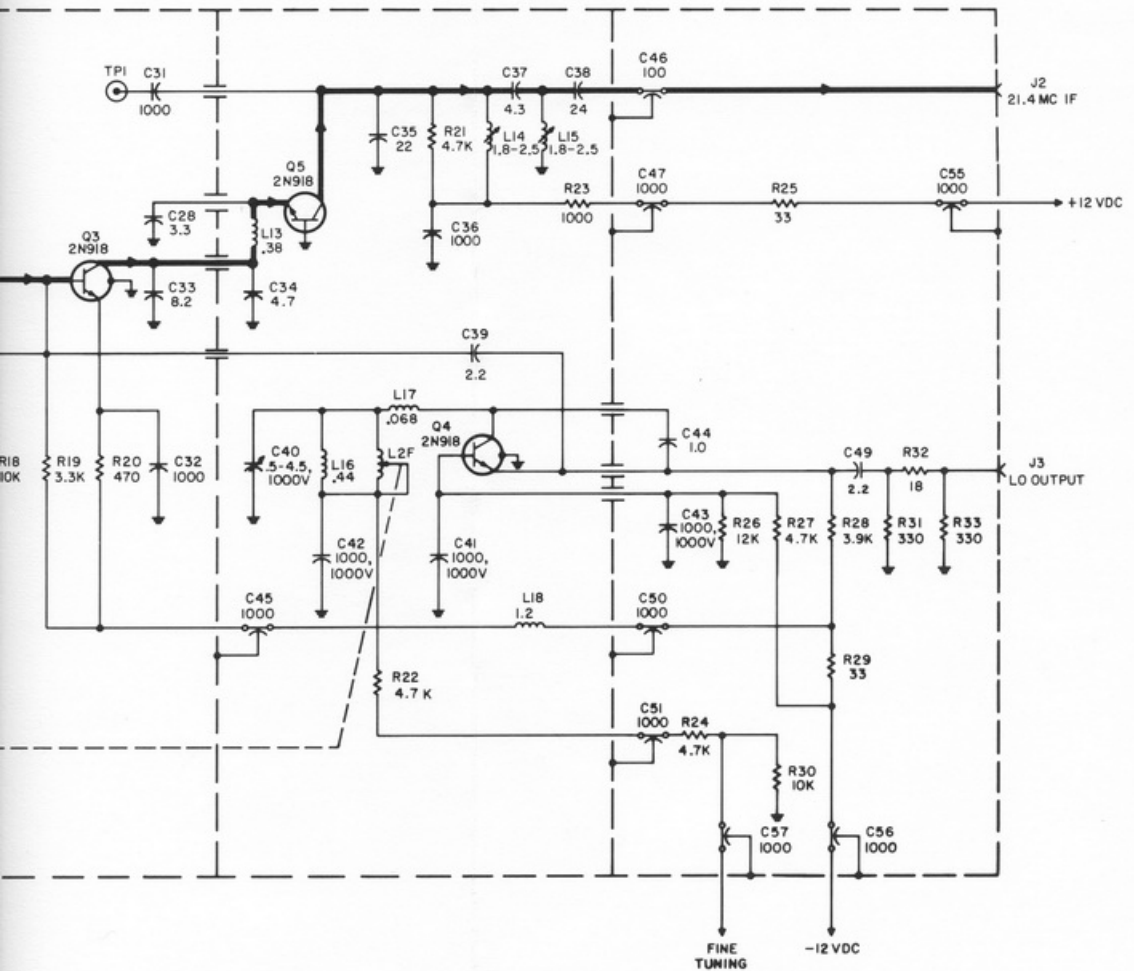 TP1
C31
1000
C37
4.3
C38
24
C46
100
J2
21.4 MC IF
C35
22
R21
4.7K
L14
1.8-2.5
L15
1.8-2.5
Q5
2N918
C28
3.3
L13
.38
R23
1000
C47
1000
R25
33
C55
1000
+12 VDC
C36
1000
Q3
2N918
C33
8.2
C34
4.7
C39
2.2
L17
.068
Q4
2N918
C44
1.0
R18
10K
R19
3.3K
R20
470
C32
1000
C40
.5-4.5,
1000V
L16
.44
L2F
C49
2.2
R32
18
J3
LO OUTPUT
C42
1000,
1000V
C41
1000,
1000V
C43
1000,
1000V
R26
12K
R27
4.7K
R28
3.9K
R31
330
R33
330
C45
1000
L18
1.2
C50
1000
R29
33
R22
4.7 K
C51
1000
R24
4.7K
R30
10K
C57
1000
C56
1000
FINE
TUNING
-12 VDC